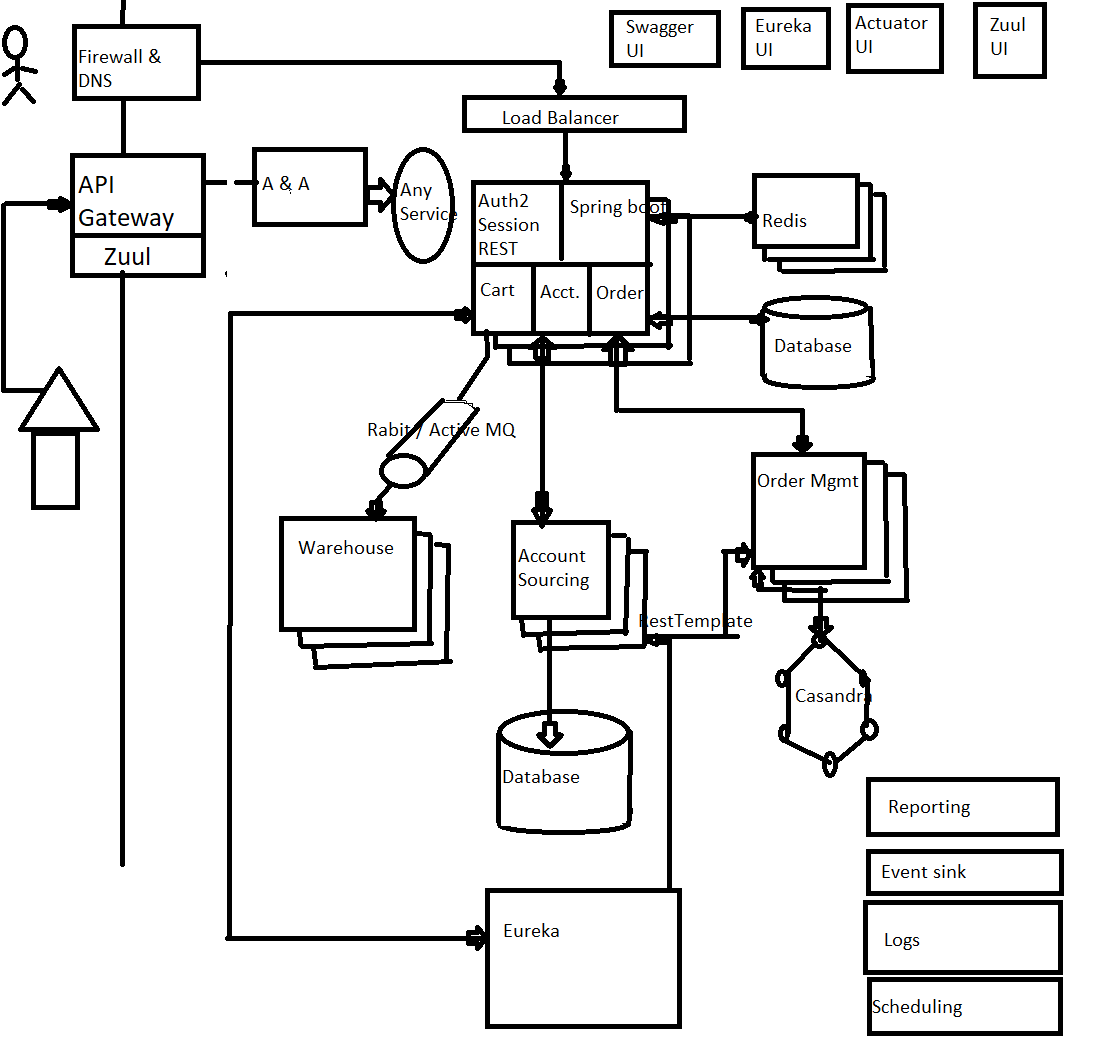 Firewall &
DNS
Swagger
UI
Eureka
UI
Actuator
UI
Zuul
UI
Load Balancer
API
Gateway
Zuul
A & A
Any
Service
Auth2
Session
REST
Spring boot
Cart
Acct.
Order
Redis
Database
Rabit / Active MQ
Warehouse
Account
Sourcing
Order Mgmt
RestTemplate
Casandra
Database
Reporting
Event sink
Eureka
Logs
Scheduling